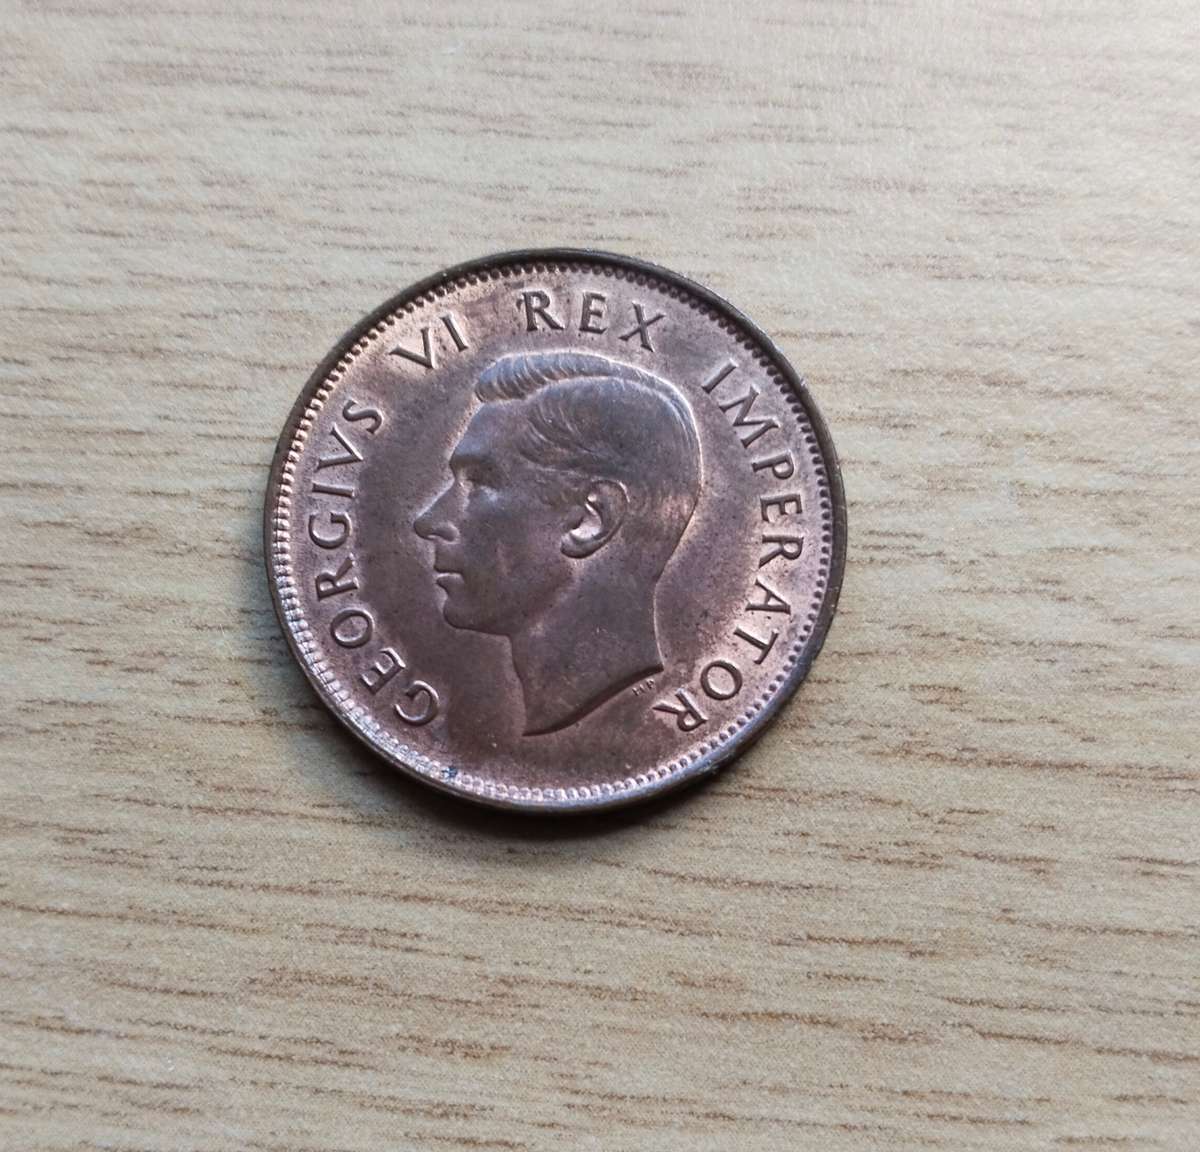 GEORGIVS VI REX IMPERATOR
HP